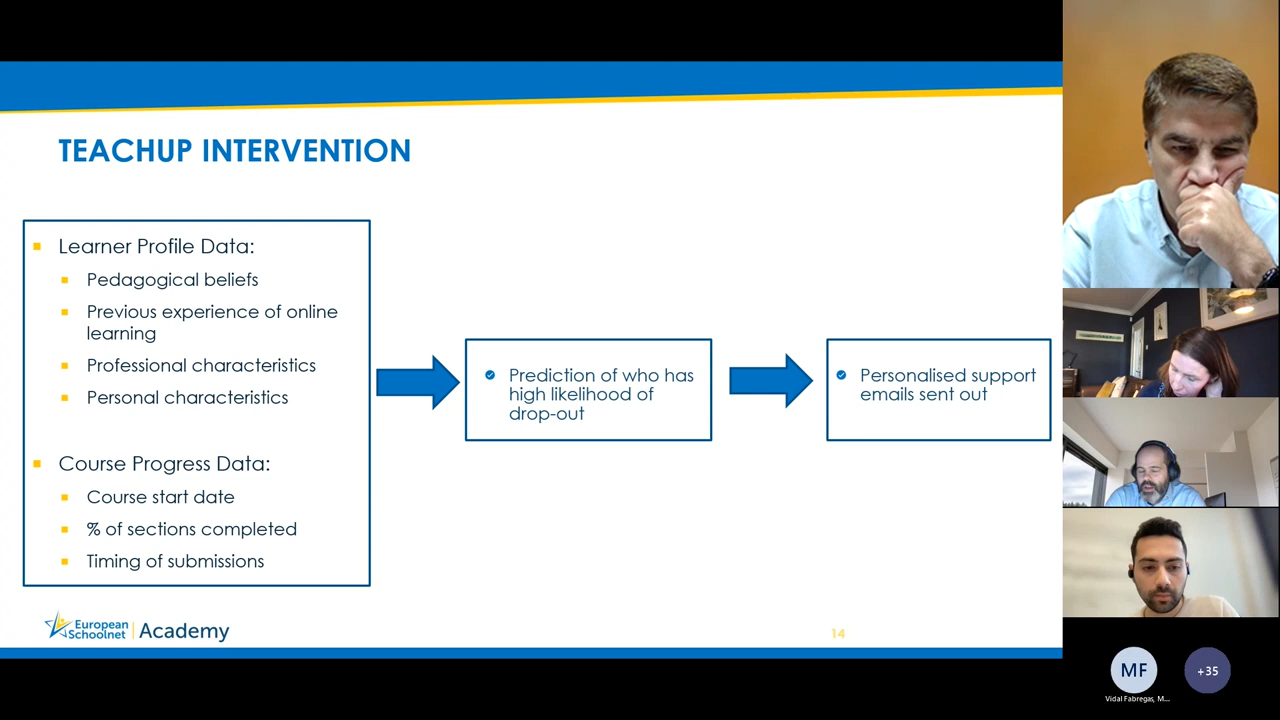 TEACHUP INTERVENTION
Learner Profile Data:
Pedagogical beliefs
Previous experience of online
learning
Professional characteristics
Personal characteristics
Course Progress Data:
Course start date
% of sections completed
Timing of submissions
Prediction of who has
high likelihood of
drop-out
Personalised support
emails sent out
European
Schoolnet
Academy
14
MF
+35
Vidal Fabregas, M...